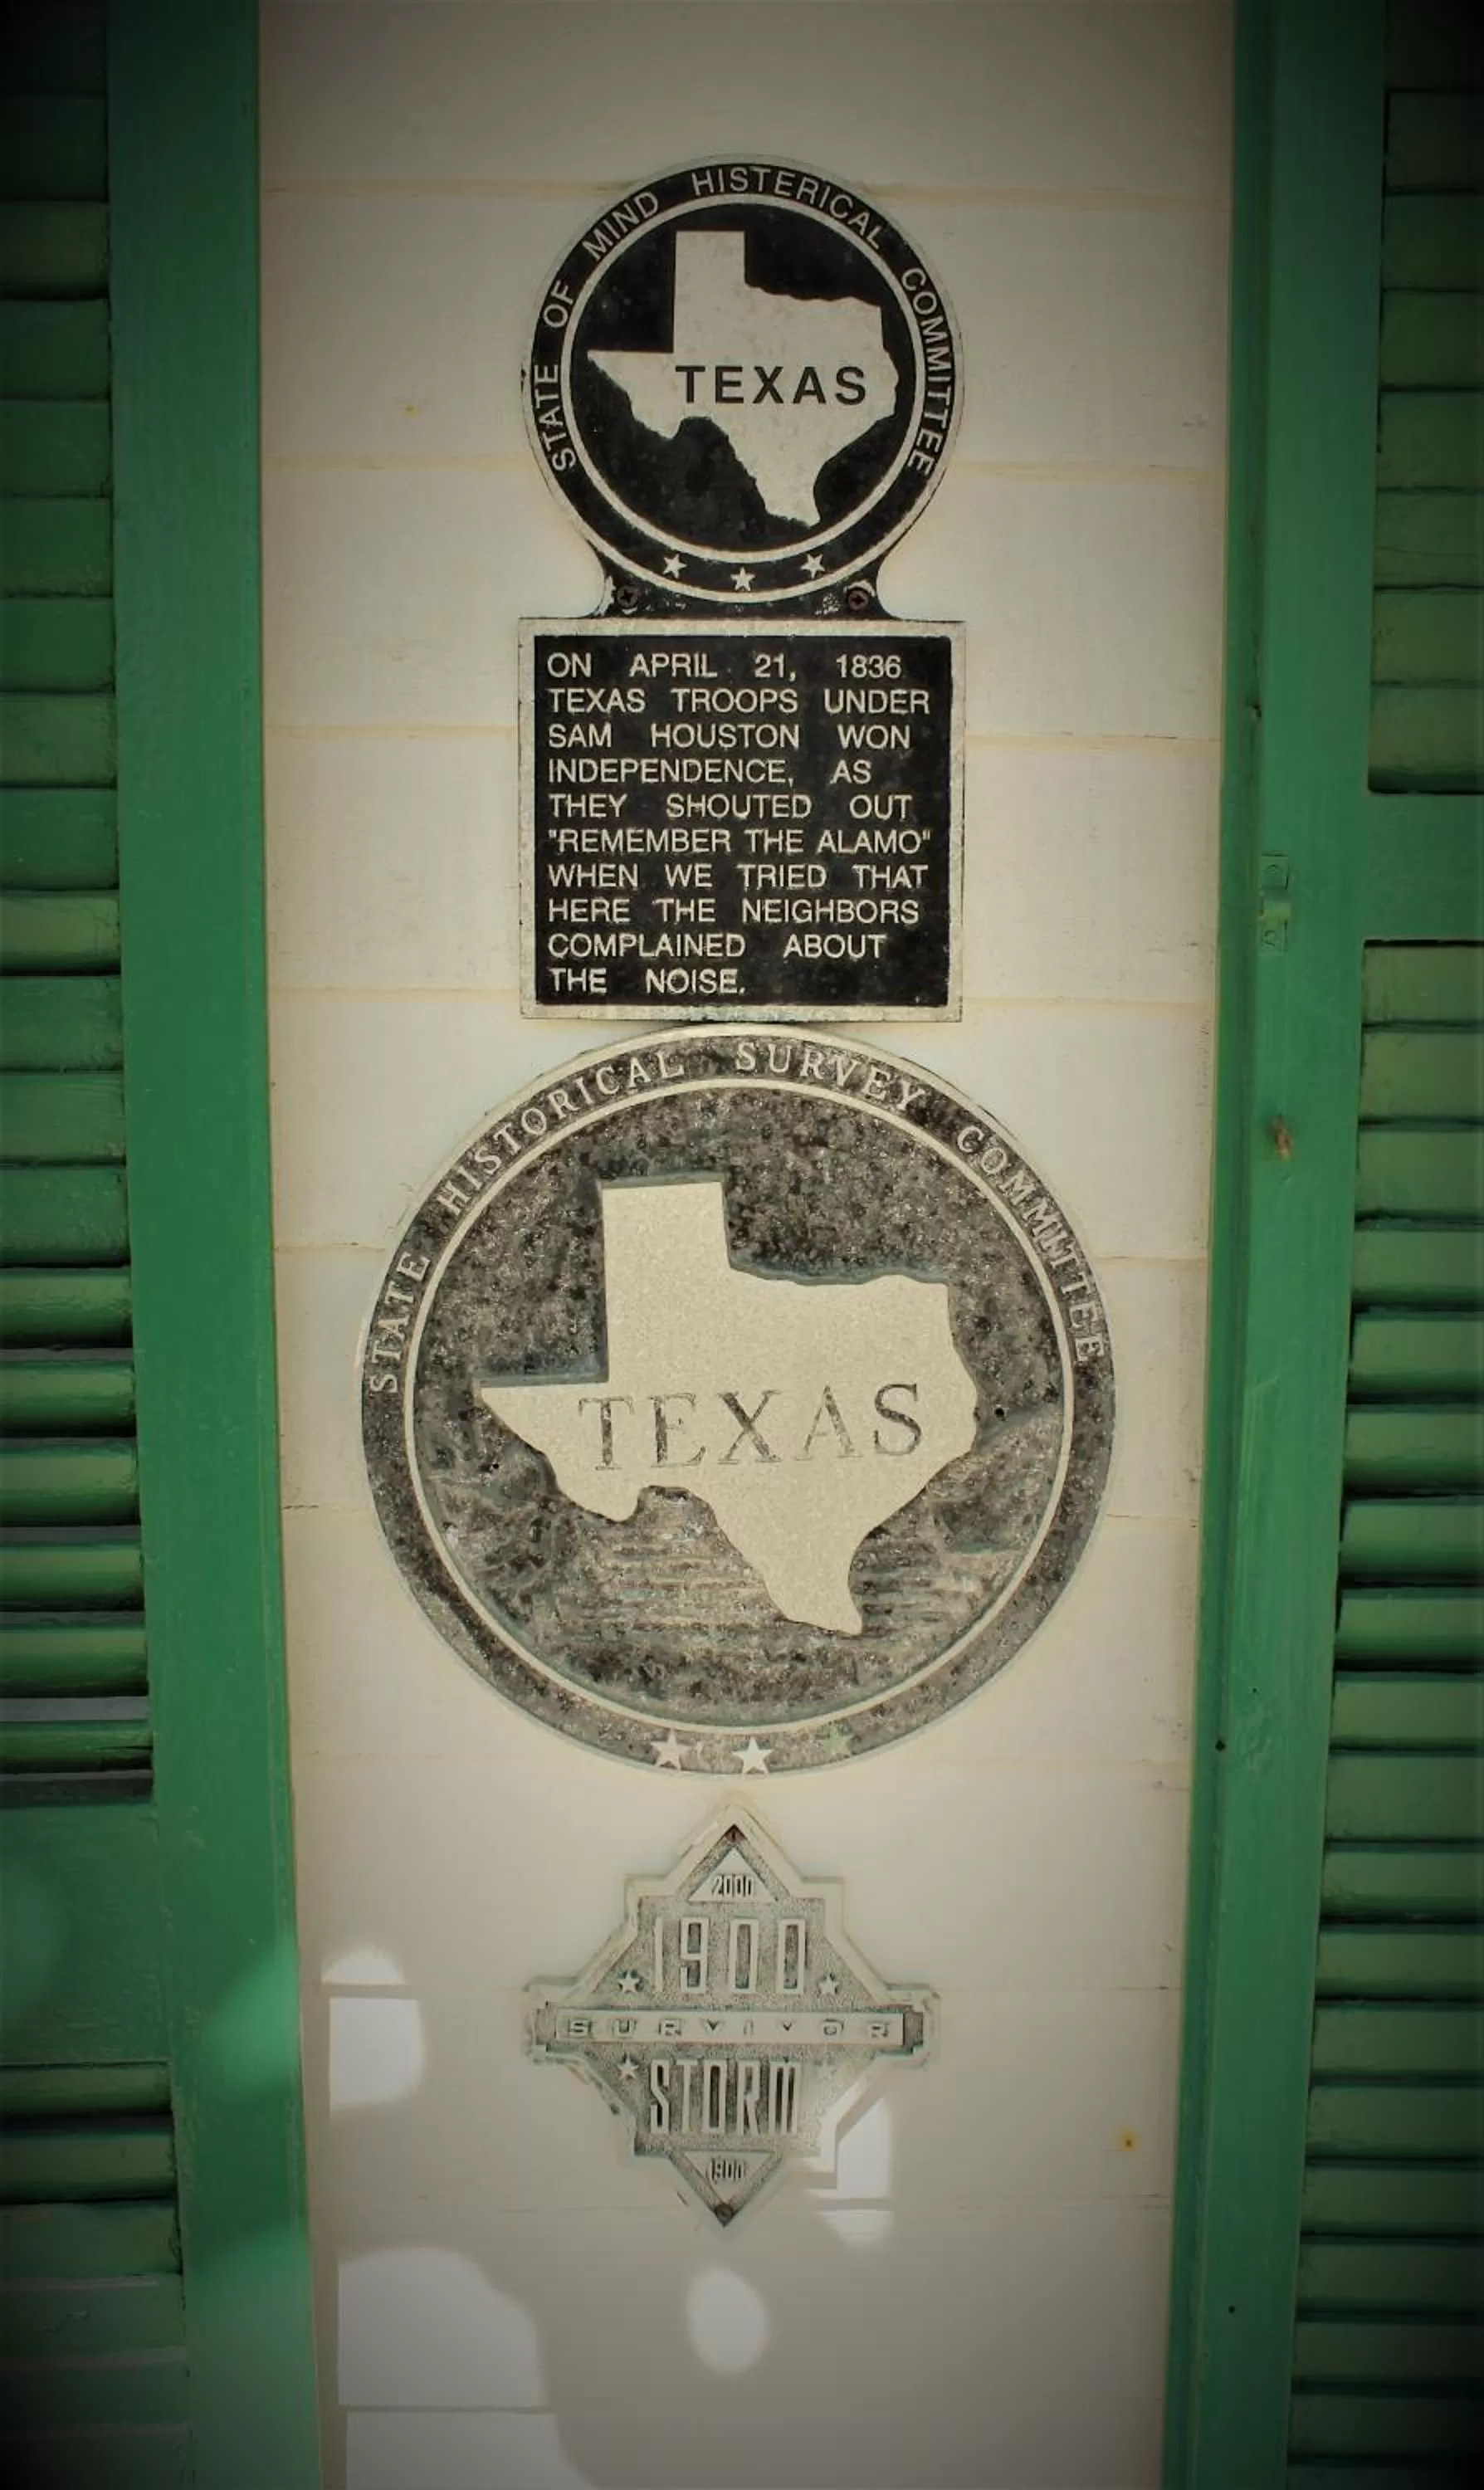 STATE OF MIND HISTERICAL COMMITTEE
TEXAS
ON APRIL 21, 1836
TEXAS TROOPS UNDER
SAM HOUSTON WON
INDEPENDENCE, AS
THEY SHOUTED OUT
"REMEMBER THE ALAMO"
WHEN WE TRIED THAT
HERE THE NEIGHBORS
COMPLAINED ABOUT
THE NOISE.
STATE HISTORICAL SURVEY COMMITTEE
TEXAS
2000
1900
SURVIVOR
STORM
1900